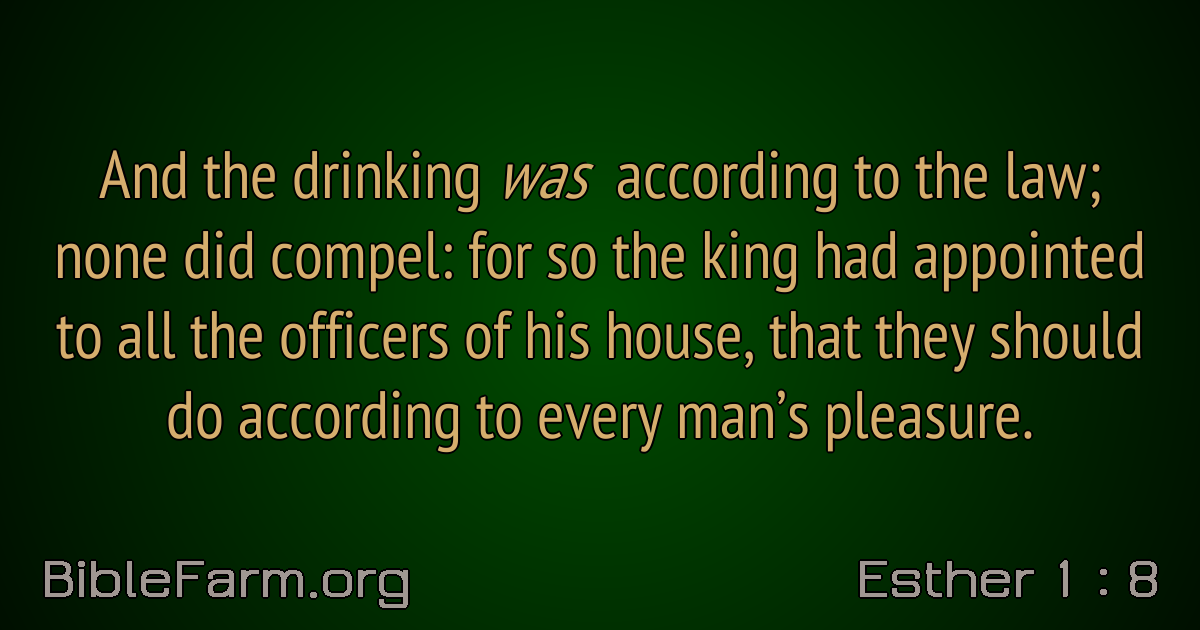 And the drinking was according to the law;
none did compel: for so the king had appointed
to all the officers of his house, that they should
do according to every man’s pleasure.
BibleFarm.org
Esther 1 : 8